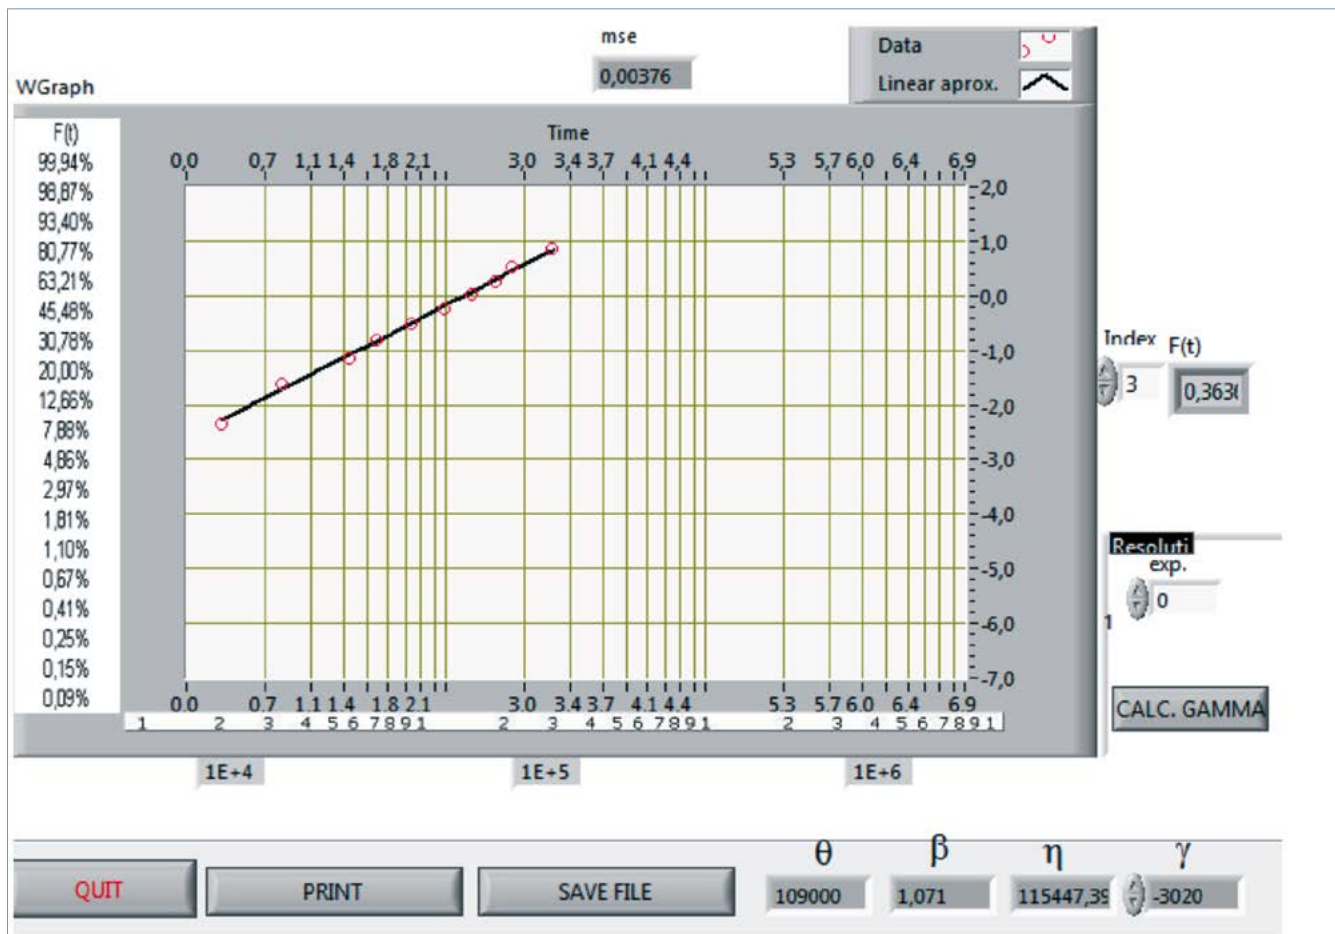 mse
0,00376
Data
Linear aprox.
WGraph
F(t)
99,94%
98,87%
93,40%
80,77%
63,21%
45,48%
30,78%
20,00%
12,66%
7,88%
4,86%
2,97%
1,81%
1,10%
0,67%
0,41%
0,25%
0,15%
0,09%
Time
0,0 0,7 1,1 1,4 1,8 2,1 3,0 3,4 3,7 4,1 4,4 5,3 5,7 6,0 6,4 6,9
2,0
1,0
0,0
-1,0
-2,0
-3,0
-4,0
-5,0
-6,0
-7,0
0,0 0,7 1,1 1,4 1,8 2,1 3,0 3,4 3,7 4,1 4,4 5,3 5,7 6,0 6,4 6,9
1 2 3 4 5 6 7 8 9 1 2 3 4 5 6 7 8 9 1 2 3 4 5 6 7 8 9 1
1E+4 1E+5 1E+6
Index F(t)
3 0,363
Resoluti
exp.
0
1
CALC. GAMMA
θ β η γ
QUIT PRINT SAVE FILE 109000 1,071 115447,39 -3020